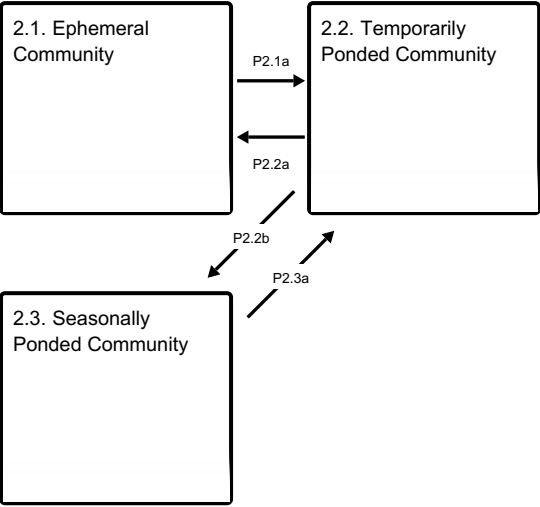 2.1. Ephemeral
Community
P2.1a
2.2. Temporarily
Ponded Community
P2.2a
P2.2b
P2.3a
2.3. Seasonally
Ponded Community